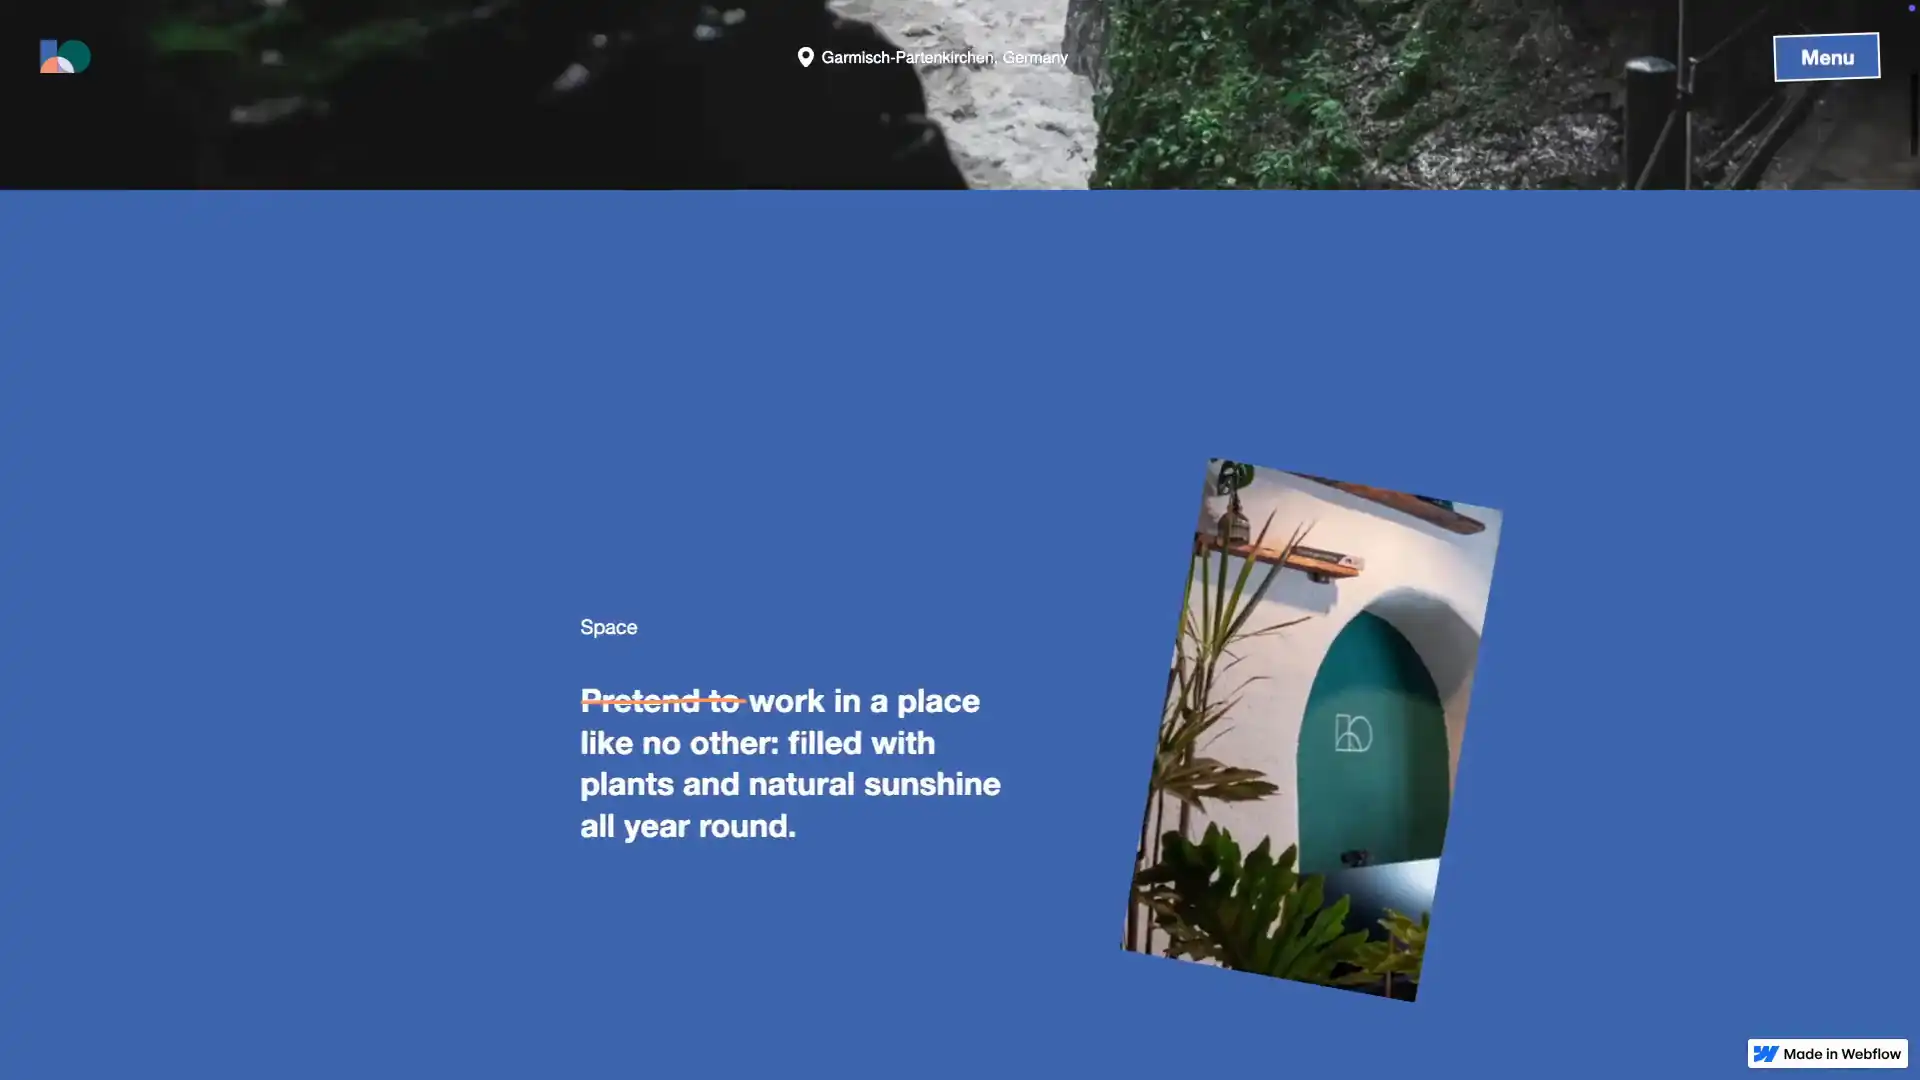 Garmisch-Partenkirchen, Germany
Menu
Space
Pretend to work in a place
like no other: filled with
plants and natural sunshine
all year round.
Made in Webflow